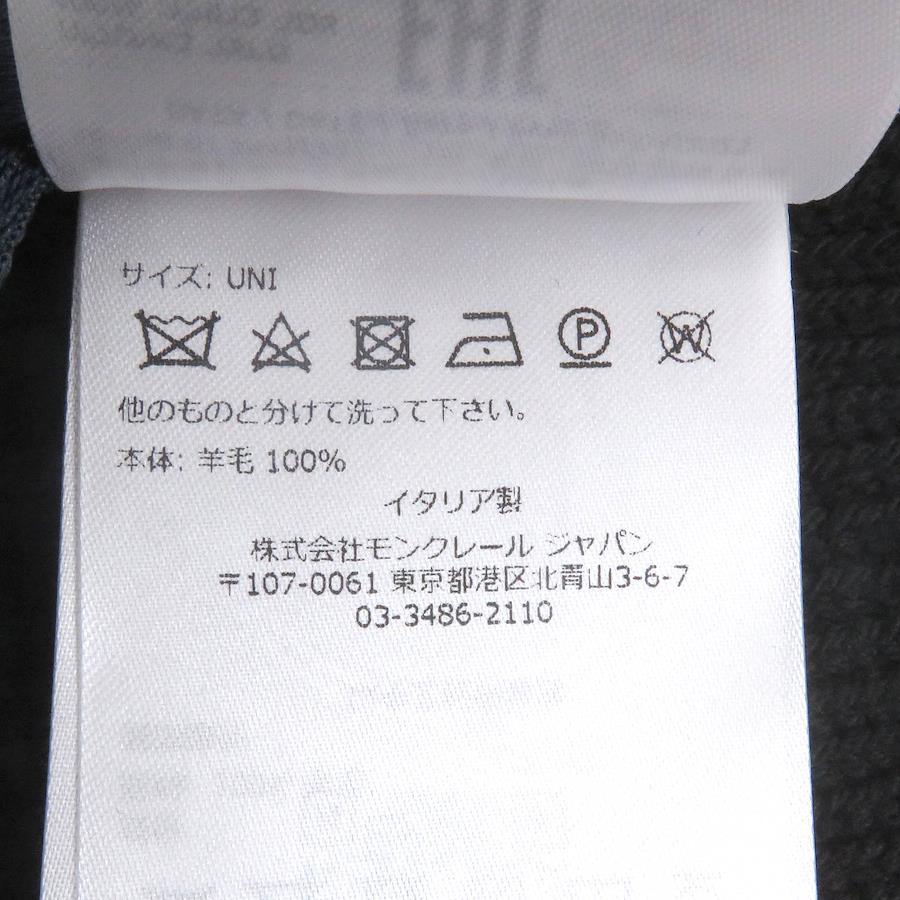 サイズ: UNI
P W
他のものと分けて洗って下さい。
本体: 羊毛 100%
イタリア製
株式会社モンクレール ジャパン
〒107-0061 東京都港区北青山3-6-7
03-3486-2110